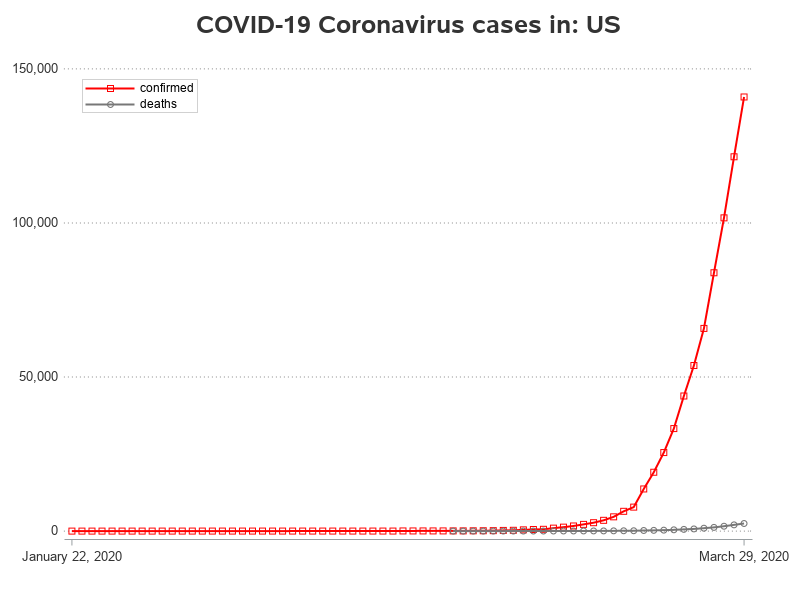 COVID-19 Coronavirus cases in: US
150,000
confirmed
deaths
100,000
50,000
0
January 22, 2020
March 29, 2020